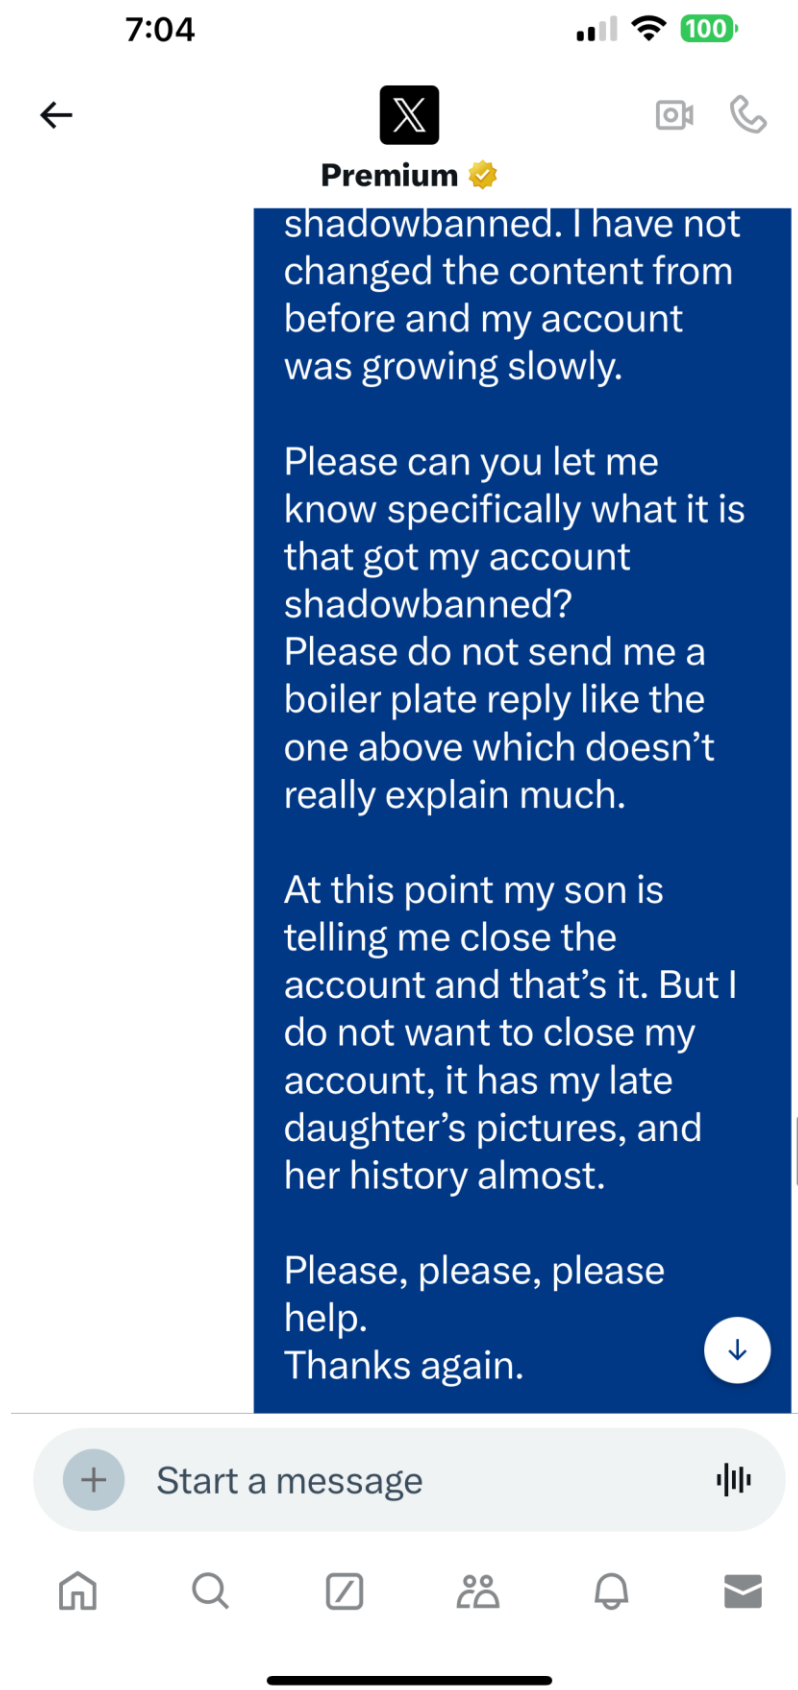 7:04
100
Premium
shadowbanned. I have not
changed the content from
before and my account
was growing slowly.
Please can you let me
know specifically what it is
that got my account
shadowbanned?
Please do not send me a
boiler plate reply like the
one above which doesn’t
really explain much.
At this point my son is
telling me close the
account and that’s it. But I
do not want to close my
account, it has my late
daughter’s pictures, and
her history almost.
Please, please, please
help.
Thanks again.
Start a message